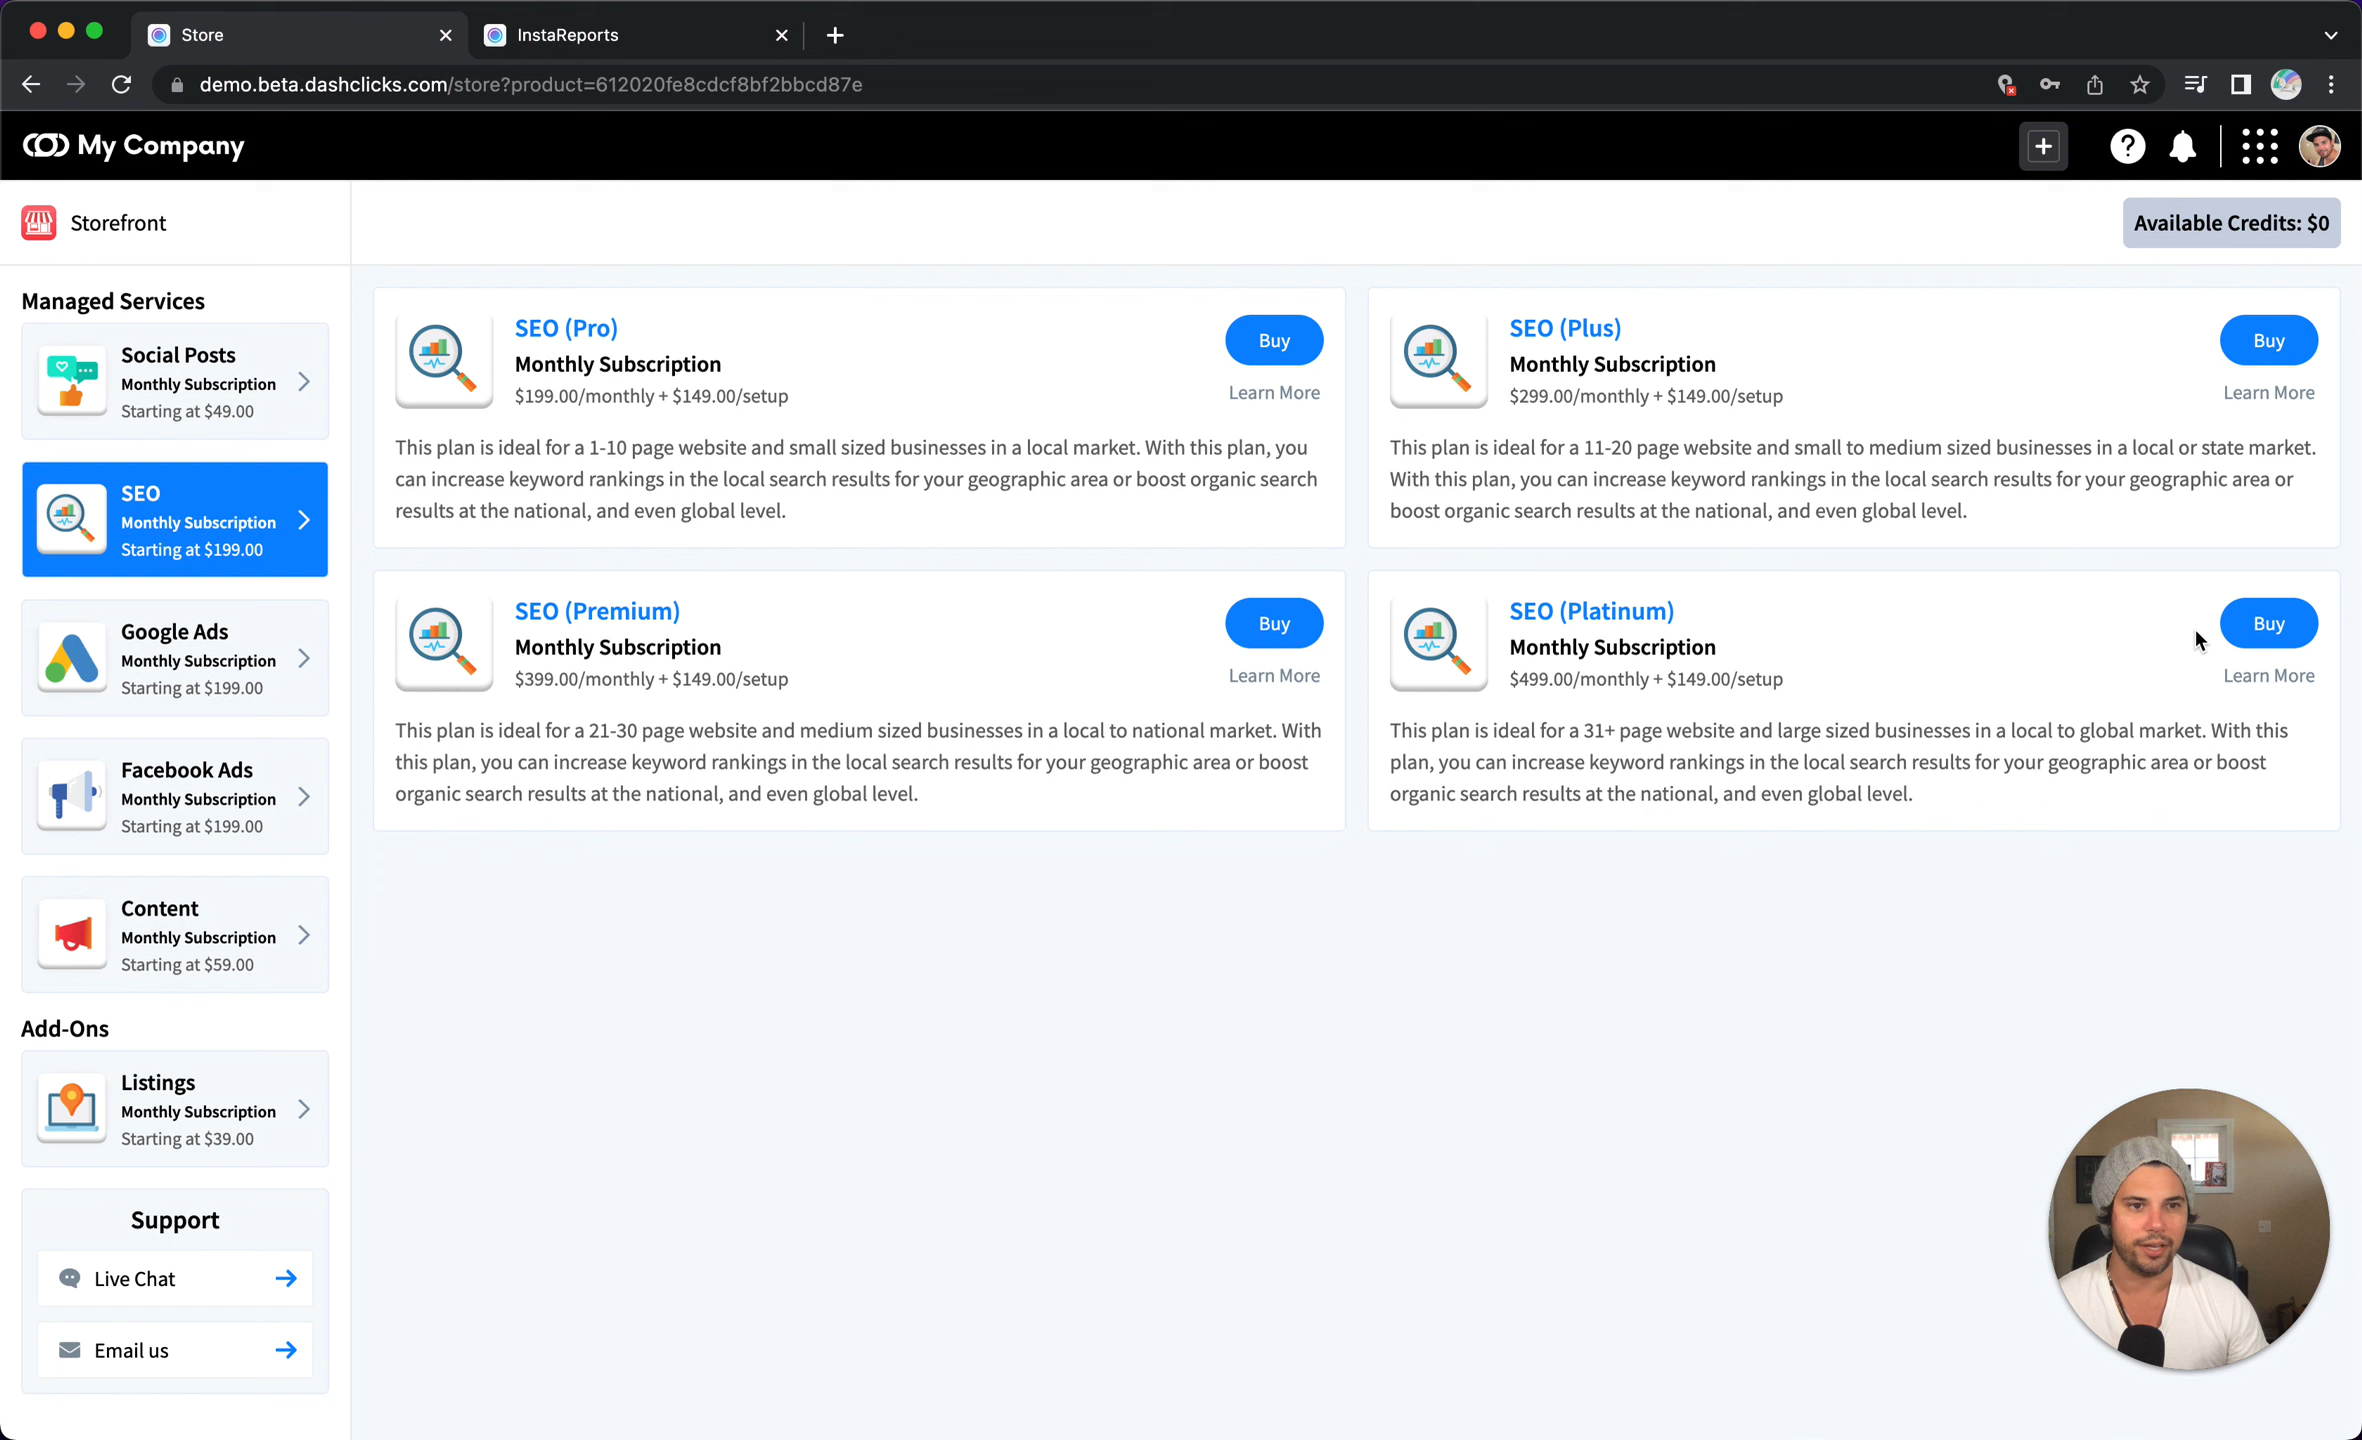 Store
InstaReports
demo.beta.dashclicks.com/store?product=612020fe8cdcf8bf2bbcd87e
My Company
Storefront
Available Credits: $0
Managed Services
Social Posts
Monthly Subscription
Starting at $49.00
SEO
Monthly Subscription
Starting at $199.00
Google Ads
Monthly Subscription
Starting at $199.00
Facebook Ads
Monthly Subscription
Starting at $199.00
Content
Monthly Subscription
Starting at $59.00
Add-Ons
Listings
Monthly Subscription
Starting at $39.00
Support
Live Chat
Email us
SEO (Pro)
Monthly Subscription
$199.00/monthly + $149.00/setup
Buy
Learn More
This plan is ideal for a 1-10 page website and small sized businesses in a local market. With this plan, you
can increase keyword rankings in the local search results for your geographic area or boost organic search
results at the national, and even global level.
SEO (Plus)
Monthly Subscription
$299.00/monthly + $149.00/setup
Buy
Learn More
This plan is ideal for a 11-20 page website and small to medium sized businesses in a local or state market.
With this plan, you can increase keyword rankings in the local search results for your geographic area or
boost organic search results at the national, and even global level.
SEO (Premium)
Monthly Subscription
$399.00/monthly + $149.00/setup
Buy
Learn More
This plan is ideal for a 21-30 page website and medium sized businesses in a local to national market. With
this plan, you can increase keyword rankings in the local search results for your geographic area or boost
organic search results at the national, and even global level.
SEO (Platinum)
Monthly Subscription
$499.00/monthly + $149.00/setup
Buy
Learn More
This plan is ideal for a 31+ page website and large sized businesses in a local to global market. With this
plan, you can increase keyword rankings in the local search results for your geographic area or boost
organic search results at the national, and even global level.